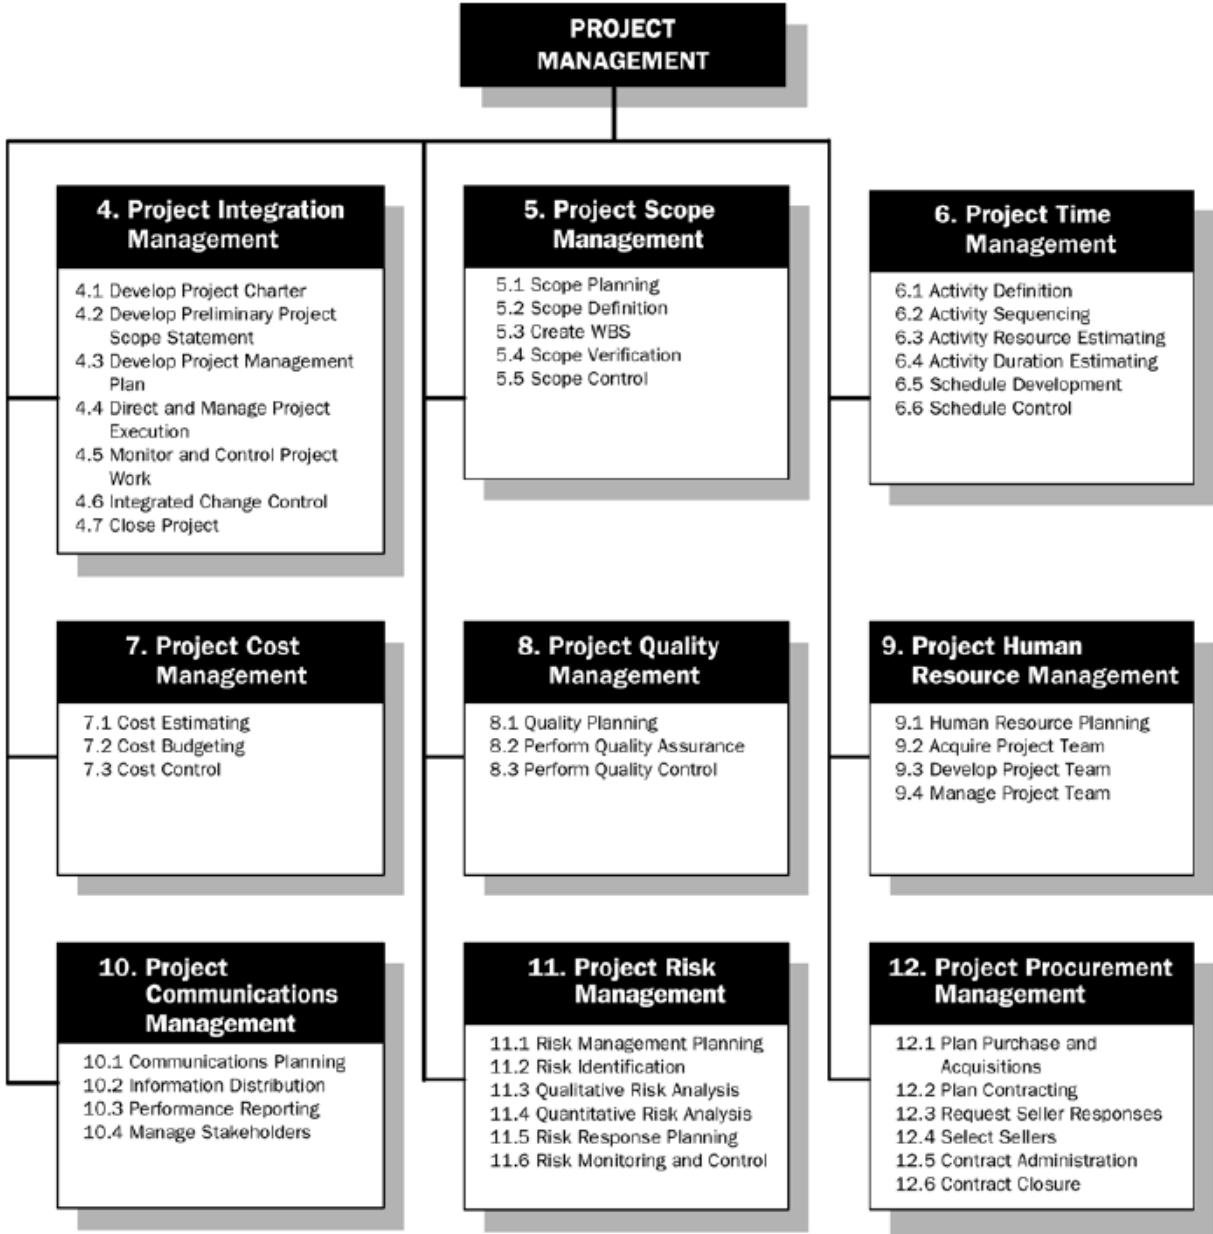 PROJECT
MANAGEMENT
4. Project Integration
Management
4.1 Develop Project Charter
4.2 Develop Preliminary Project
Scope Statement
4.3 Develop Project Management
Plan
4.4 Direct and Manage Project
Execution
4.5 Monitor and Control Project
Work
4.6 Integrated Change Control
4.7 Close Project
5. Project Scope
Management
5.1 Scope Planning
5.2 Scope Definition
5.3 Create WBS
5.4 Scope Verification
5.5 Scope Control
6. Project Time
Management
6.1 Activity Definition
6.2 Activity Sequencing
6.3 Activity Resource Estimating
6.4 Activity Duration Estimating
6.5 Schedule Development
6.6 Schedule Control
7. Project Cost
Management
7.1 Cost Estimating
7.2 Cost Budgeting
7.3 Cost Control
8. Project Quality
Management
8.1 Quality Planning
8.2 Perform Quality Assurance
8.3 Perform Quality Control
9. Project Human
Resource Management
9.1 Human Resource Planning
9.2 Acquire Project Team
9.3 Develop Project Team
9.4 Manage Project Team
10. Project
Communications
Management
10.1 Communications Planning
10.2 Information Distribution
10.3 Performance Reporting
10.4 Manage Stakeholders
11. Project Risk
Management
11.1 Risk Management Planning
11.2 Risk Identification
11.3 Qualitative Risk Analysis
11.4 Quantitative Risk Analysis
11.5 Risk Response Planning
11.6 Risk Monitoring and Control
12. Project Procurement
Management
12.1 Plan Purchase and
Acquisitions
12.2 Plan Contracting
12.3 Request Seller Responses
12.4 Select Sellers
12.5 Contract Administration
12.6 Contract Closure